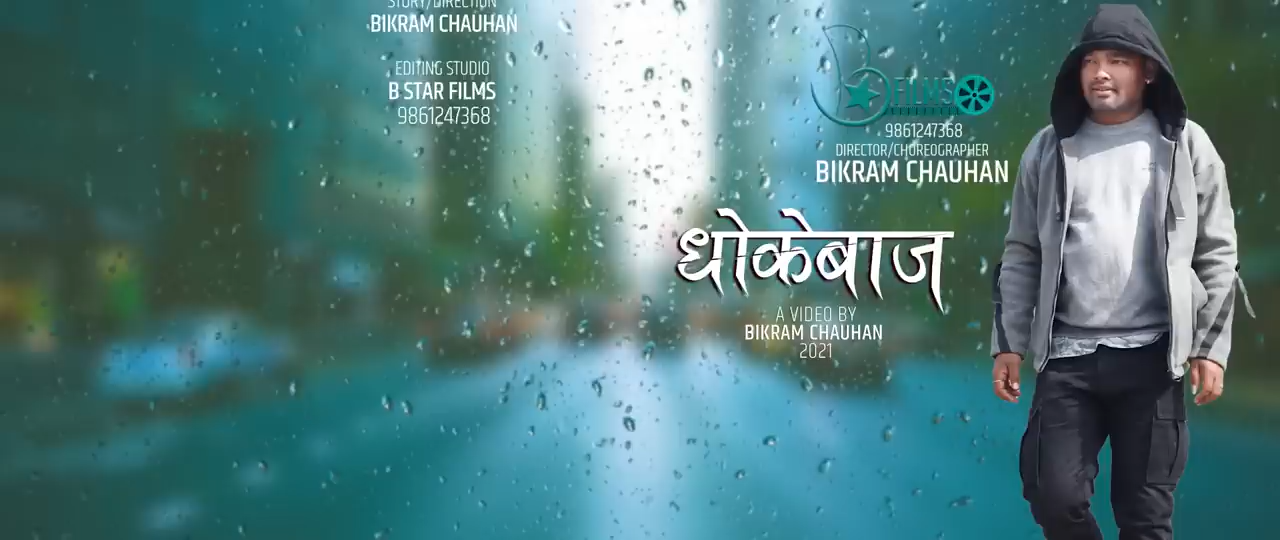 STORY/DIRECTION
BIKRAM CHAUHAN
EDITING STUDIO
B STAR FILMS
9861247368
FILMS
9861247368
DIRECTOR/CHOREOGRAPHER
BIKRAM CHAUHAN
धोकेबाज
A VIDEO BY
BIKRAM CHAUHAN
2021